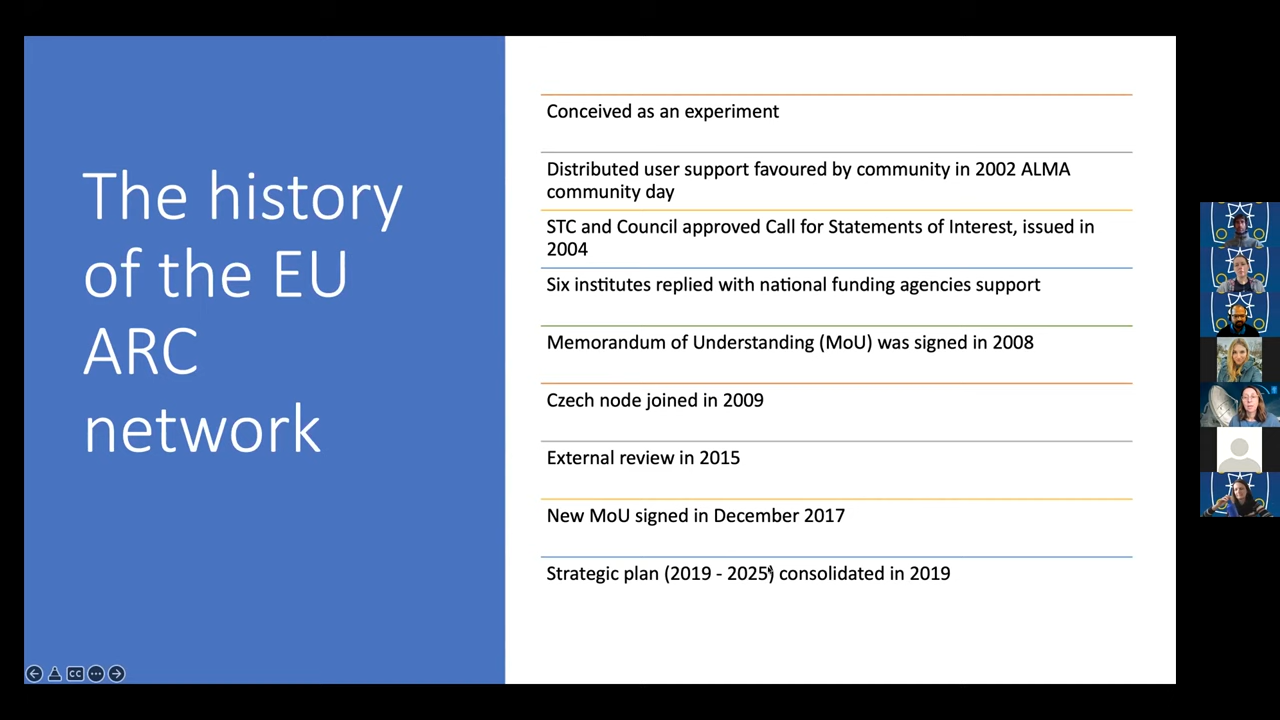 The history
of the EU
ARC
network
Conceived as an experiment
Distributed user support favoured by community in 2002 ALMA
community day
STC and Council approved Call for Statements of Interest, issued in
2004
Six institutes replied with national funding agencies support
Memorandum of Understanding (MoU) was signed in 2008
Czech node joined in 2009
External review in 2015
New MoU signed in December 2017
Strategic plan (2019 - 2025) consolidated in 2019
CC